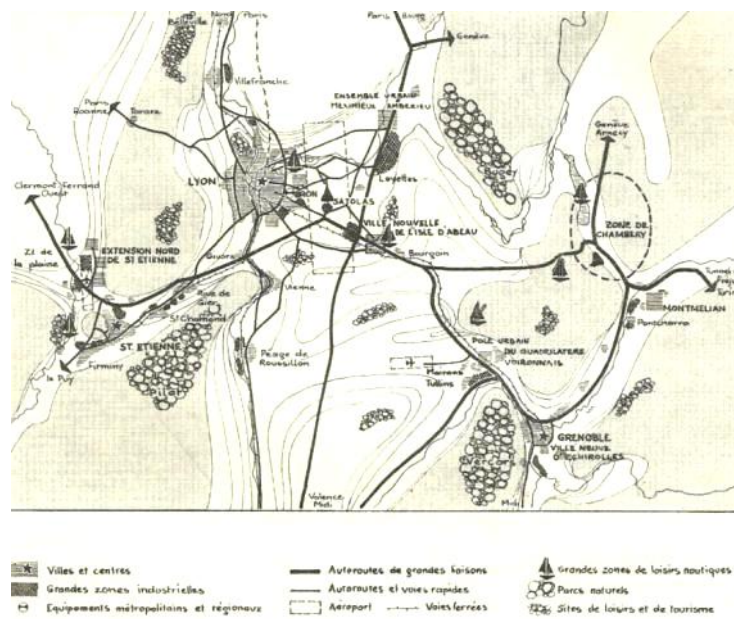 Belleville
Paris
Genève
Villefranche
ENSEMBLE URBAIN
MEXIMIEUX AMBERIEU
Paris
Roanne
Tarare
Bugey
Genève
Annecy
LYON
Loyettes
BRON
SATOLAS
Clermont Ferrand
Ouest
VILLE NOUVELLE
DE L'ISLE D'ABEAU
ZONE DE
CHAMBERY
Z.I. de
la plaine
EXTENSION NORD
DE ST ETIENNE
Givors
Bourgoin
Vienne
Rive de
Gier
St Chamond
MONTMELIAN
Pontcharra
ST. ETIENNE
Firminy
le Puy
Pilat
Péage de
Roussillon
POLE URBAIN
DU QUADRILATERE
VOIRONNAIS
Moirans
Tullins
Vercors
GRENOBLE
VILLE NEUVE
D'ECHIROLLES
Valence
Midi
Midi
Villes et centres
Grandes zones industrielles
Equipements métropolitains et régionaux
Autoroutes de grandes liaisons
Autoroutes et voies rapides
Aéroport
Voies ferrées
Grandes zones de loisirs nautiques
Parcs naturels
Sites de loisirs et de tourisme